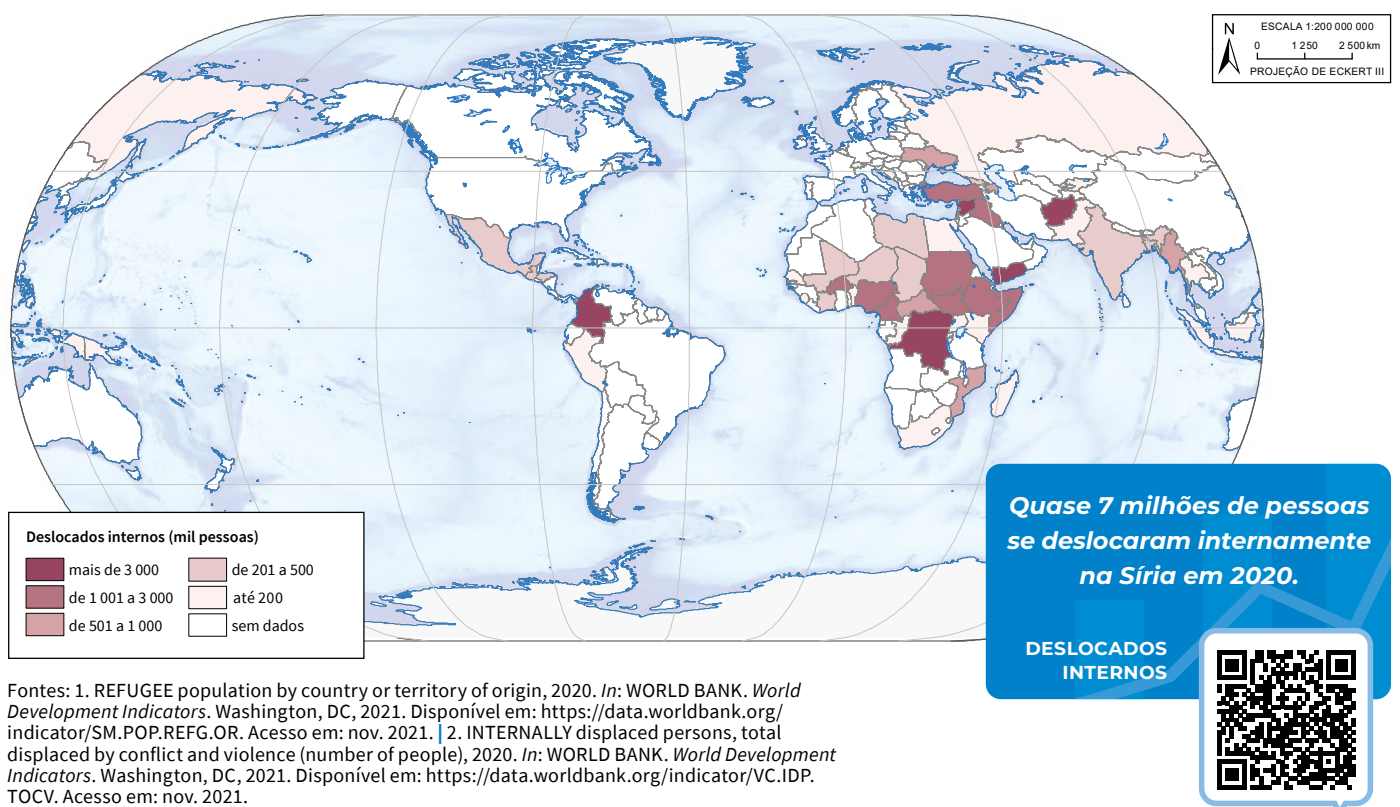 N
ESCALA 1:200 000 000
0 1 250 2 500 km
PROJEÇÃO DE ECKERT III
Deslocados internos (mil pessoas)
mais de 3 000
de 1 001 a 3 000
de 501 a 1 000
de 201 a 500
até 200
sem dados
Quase 7 milhões de pessoas
se deslocaram internamente
na Síria em 2020.
DESLOCADOS
INTERNOS
Fontes: 1. REFUGEE population by country or territory of origin, 2020. In: WORLD BANK. World
Development Indicators. Washington, DC, 2021. Disponível em: https://data.worldbank.org/
indicator/SM.POP.REFG.OR. Acesso em: nov. 2021. | 2. INTERNALLY displaced persons, total
displaced by conflict and violence (number of people), 2020. In: WORLD BANK. World Development
Indicators. Washington, DC, 2021. Disponível em: https://data.worldbank.org/indicator/VC.IDP.
TOCV. Acesso em: nov. 2021.